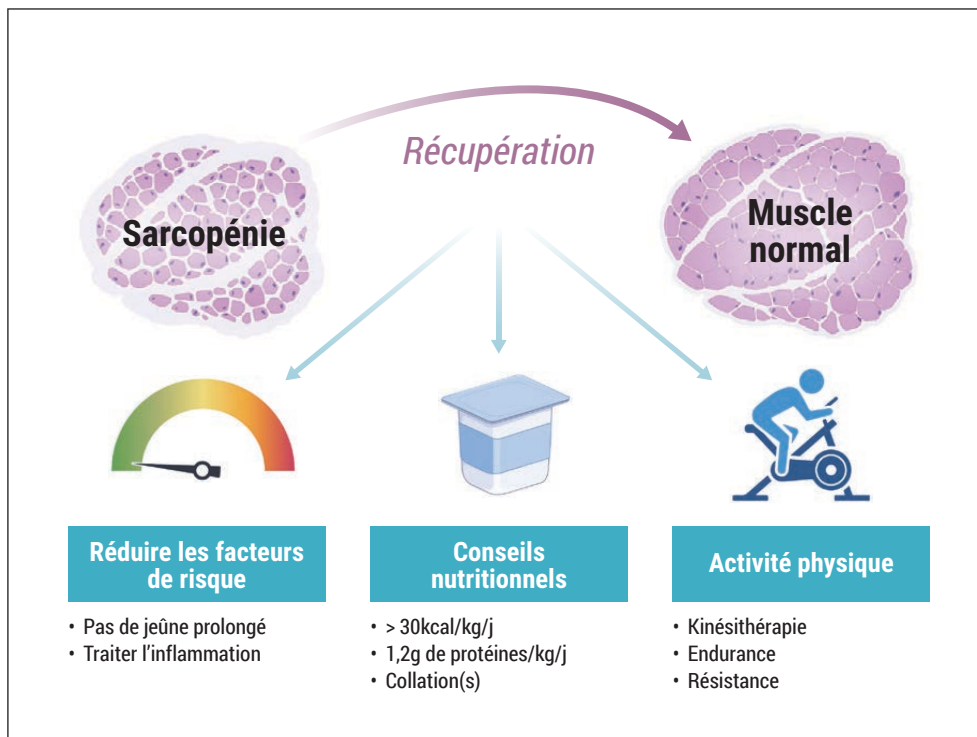 Récupération
Sarcopénie
Muscle
normal
Réduire les facteurs
de risque
• Pas de jeûne prolongé
• Traiter l'inflammation
Conseils
nutritionnels
• > 30kcal/kg/j
• 1,2g de protéines/kg/j
• Collation(s)
Activité physique
• Kinésithérapie
• Endurance
• Résistance